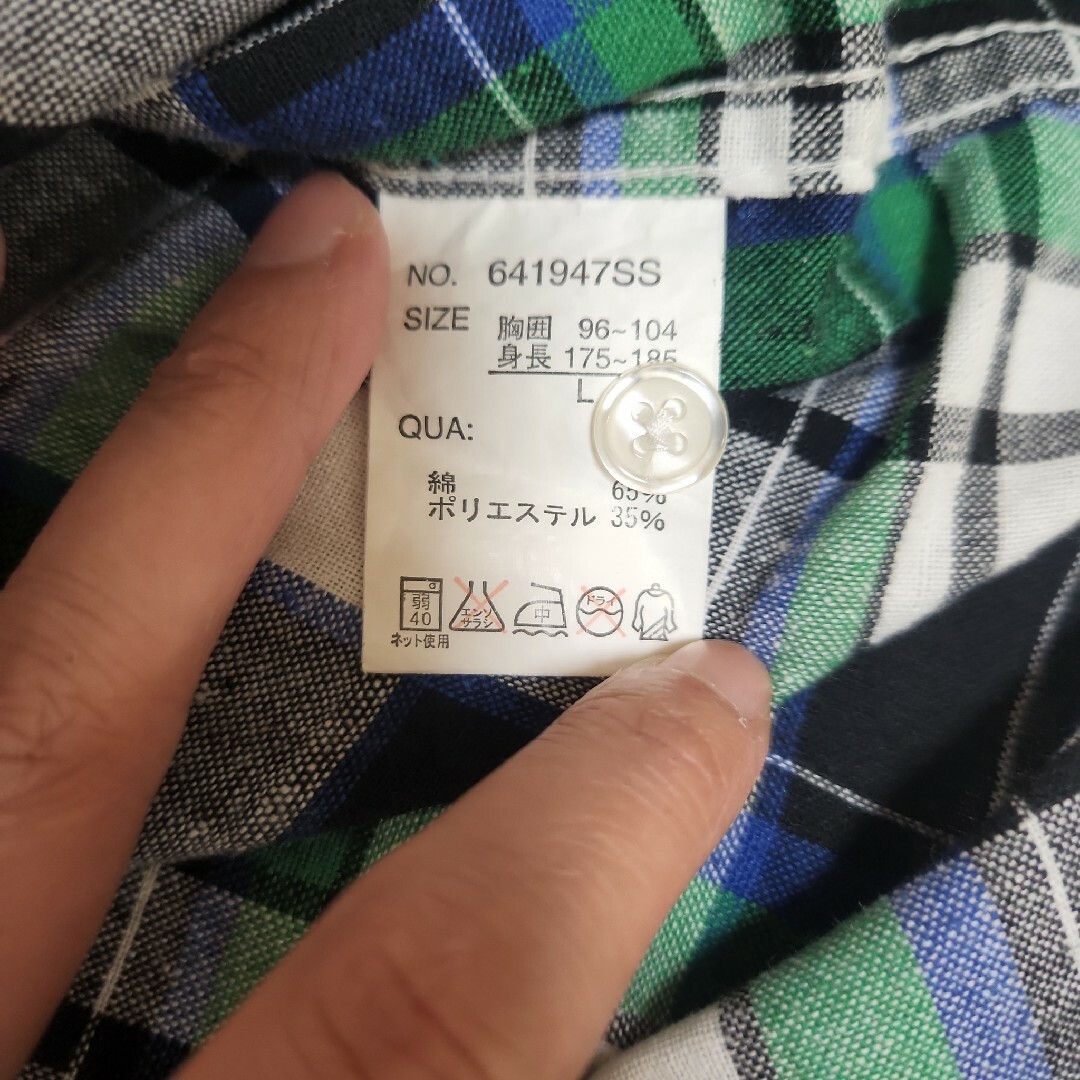 NO. 641947SS
SIZE 胸囲 96~104
身長 175~185
L
QUA:
綿 65%
ポリエステル 35%
弱 40 エンソ サラシ 中 ドライ
ネット使用